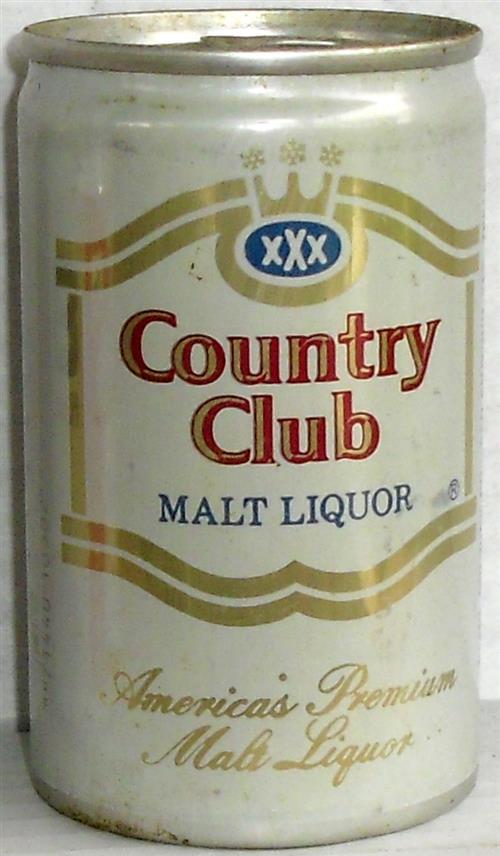 xXx
Country
Club
MALT LIQUOR ®
America's Premium
Malt Liquor